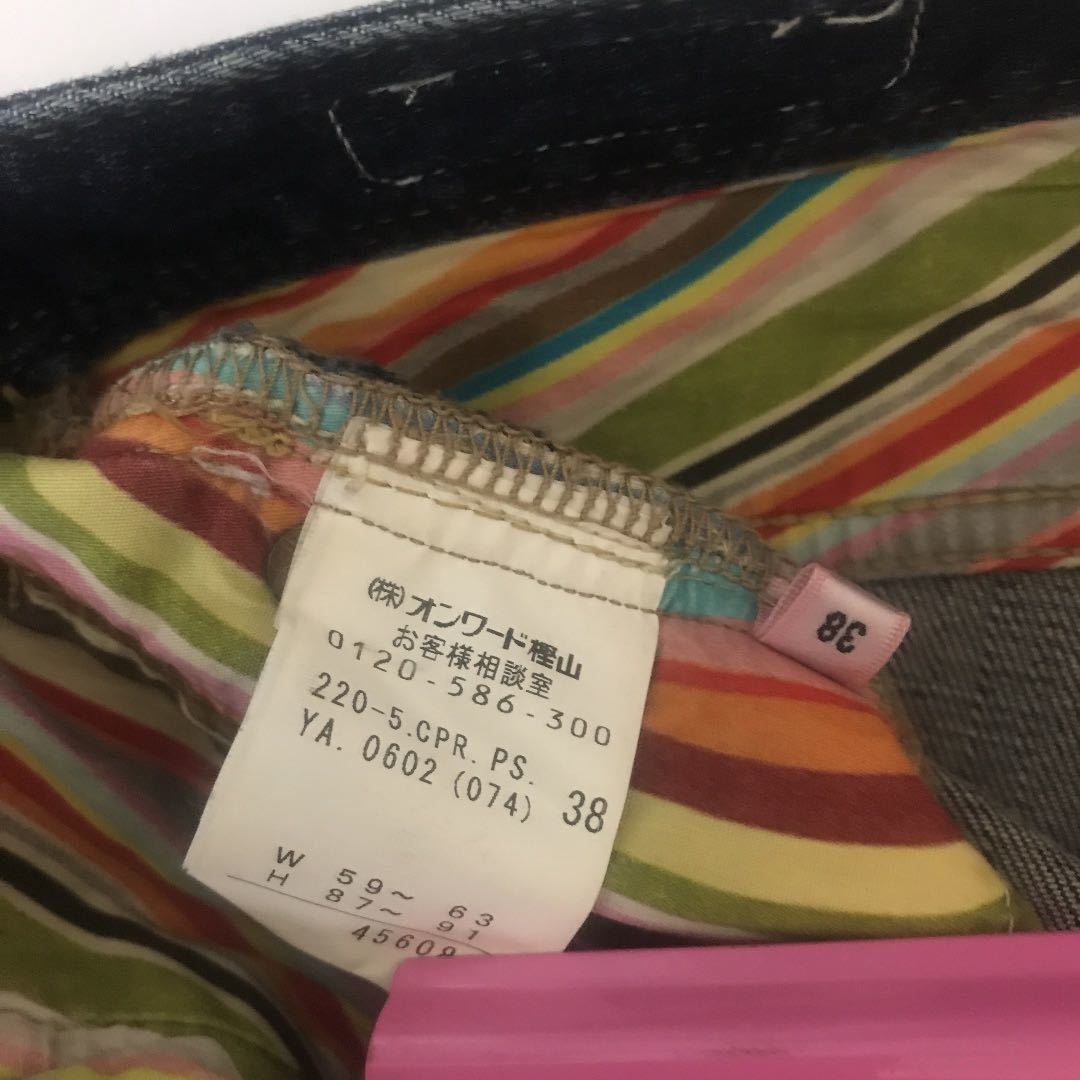 (株)オンワード樫山
お客様相談室
0120-586-300
220-5.CPR.PS.
YA.0602(074) 38
W 59～ 63
H 87～ 91
45609
38